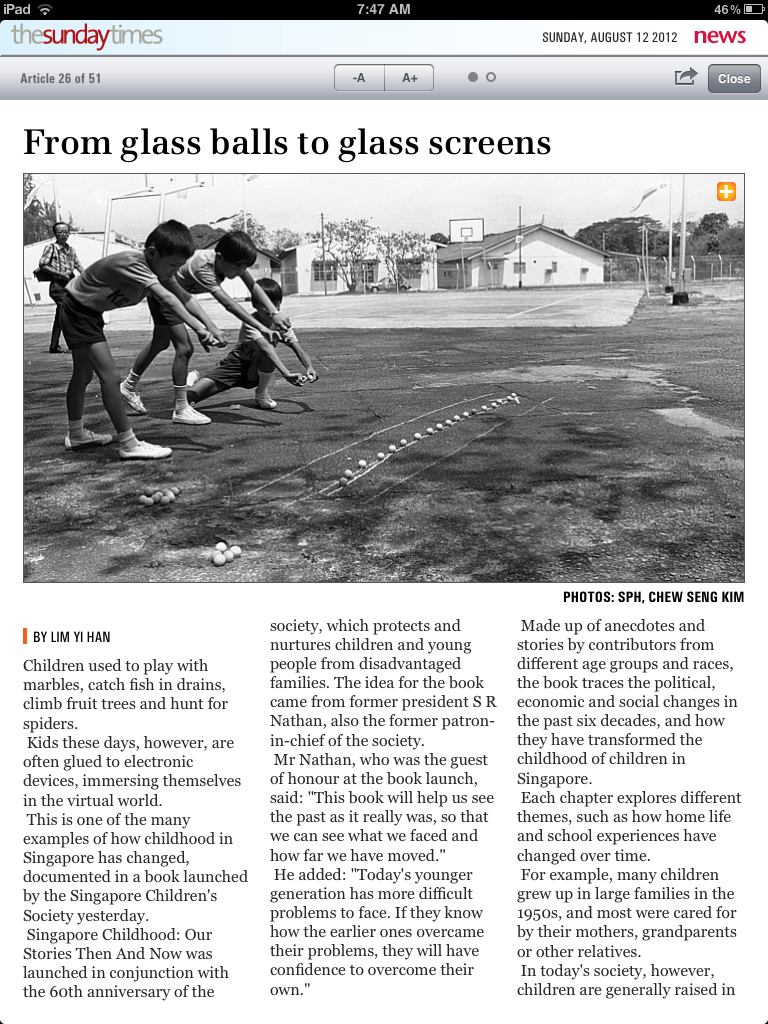 iPad
7:47 AM
46%
thesundaytimes
SUNDAY, AUGUST 12 2012
news
Article 26 of 51
-A
A+
Close
From glass balls to glass screens
PHOTOS: SPH, CHEW SENG KIM
BY LIM YI HAN
Children used to play with
marbles, catch fish in drains,
climb fruit trees and hunt for
spiders.
Kids these days, however, are
often glued to electronic
devices, immersing themselves
in the virtual world.
This is one of the many
examples of how childhood in
Singapore has changed,
documented in a book launched
by the Singapore Children's
Society yesterday.
Singapore Childhood: Our
Stories Then And Now was
launched in conjunction with
the 60th anniversary of the
society, which protects and
nurtures children and young
people from disadvantaged
families. The idea for the book
came from former president S R
Nathan, also the former patron-
in-chief of the society.
Mr Nathan, who was the guest
of honour at the book launch,
said: "This book will help us see
the past as it really was, so that
we can see what we faced and
how far we have moved."
He added: "Today's younger
generation has more difficult
problems to face. If they know
how the earlier ones overcame
their problems, they will have
confidence to overcome their
own."
Made up of anecdotes and
stories by contributors from
different age groups and races,
the book traces the political,
economic and social changes in
the past six decades, and how
they have transformed the
childhood of children in
Singapore.
Each chapter explores different
themes, such as how home life
and school experiences have
changed over time.
For example, many children
grew up in large families in the
1950s, and most were cared for
by their mothers, grandparents
or other relatives.
In today's society, however,
children are generally raised in